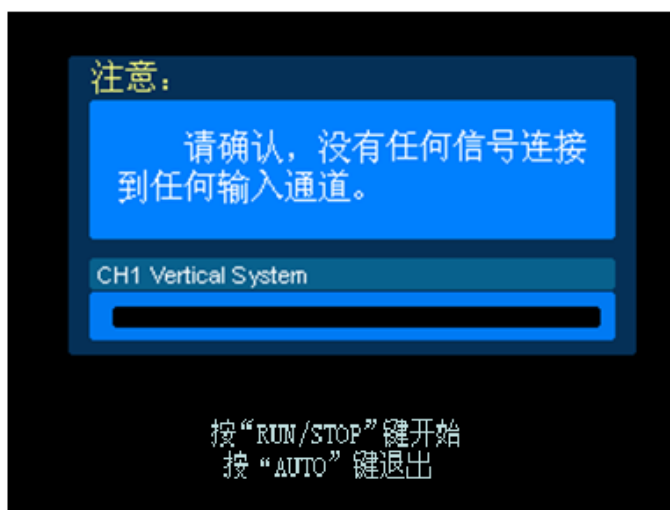 注意：
请确认，没有任何信号连接
到任何输入通道。
CH1 Vertical System
按“RUN/STOP”键开始
按“AUTO”键退出